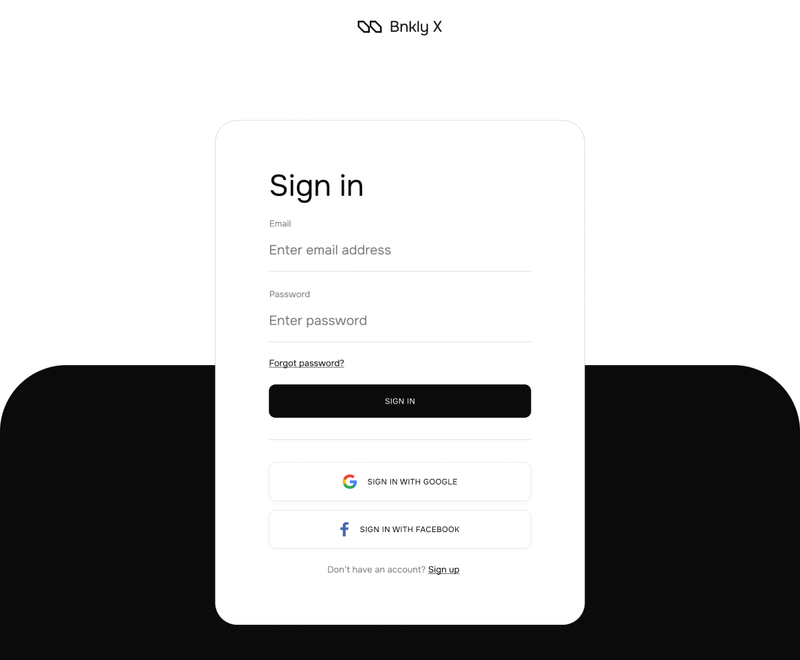 Bnkly X
Sign in
Email
Enter email address
Password
Enter password
Forgot password?
SIGN IN
SIGN IN WITH GOOGLE
SIGN IN WITH FACEBOOK
Don't have an account? Sign up